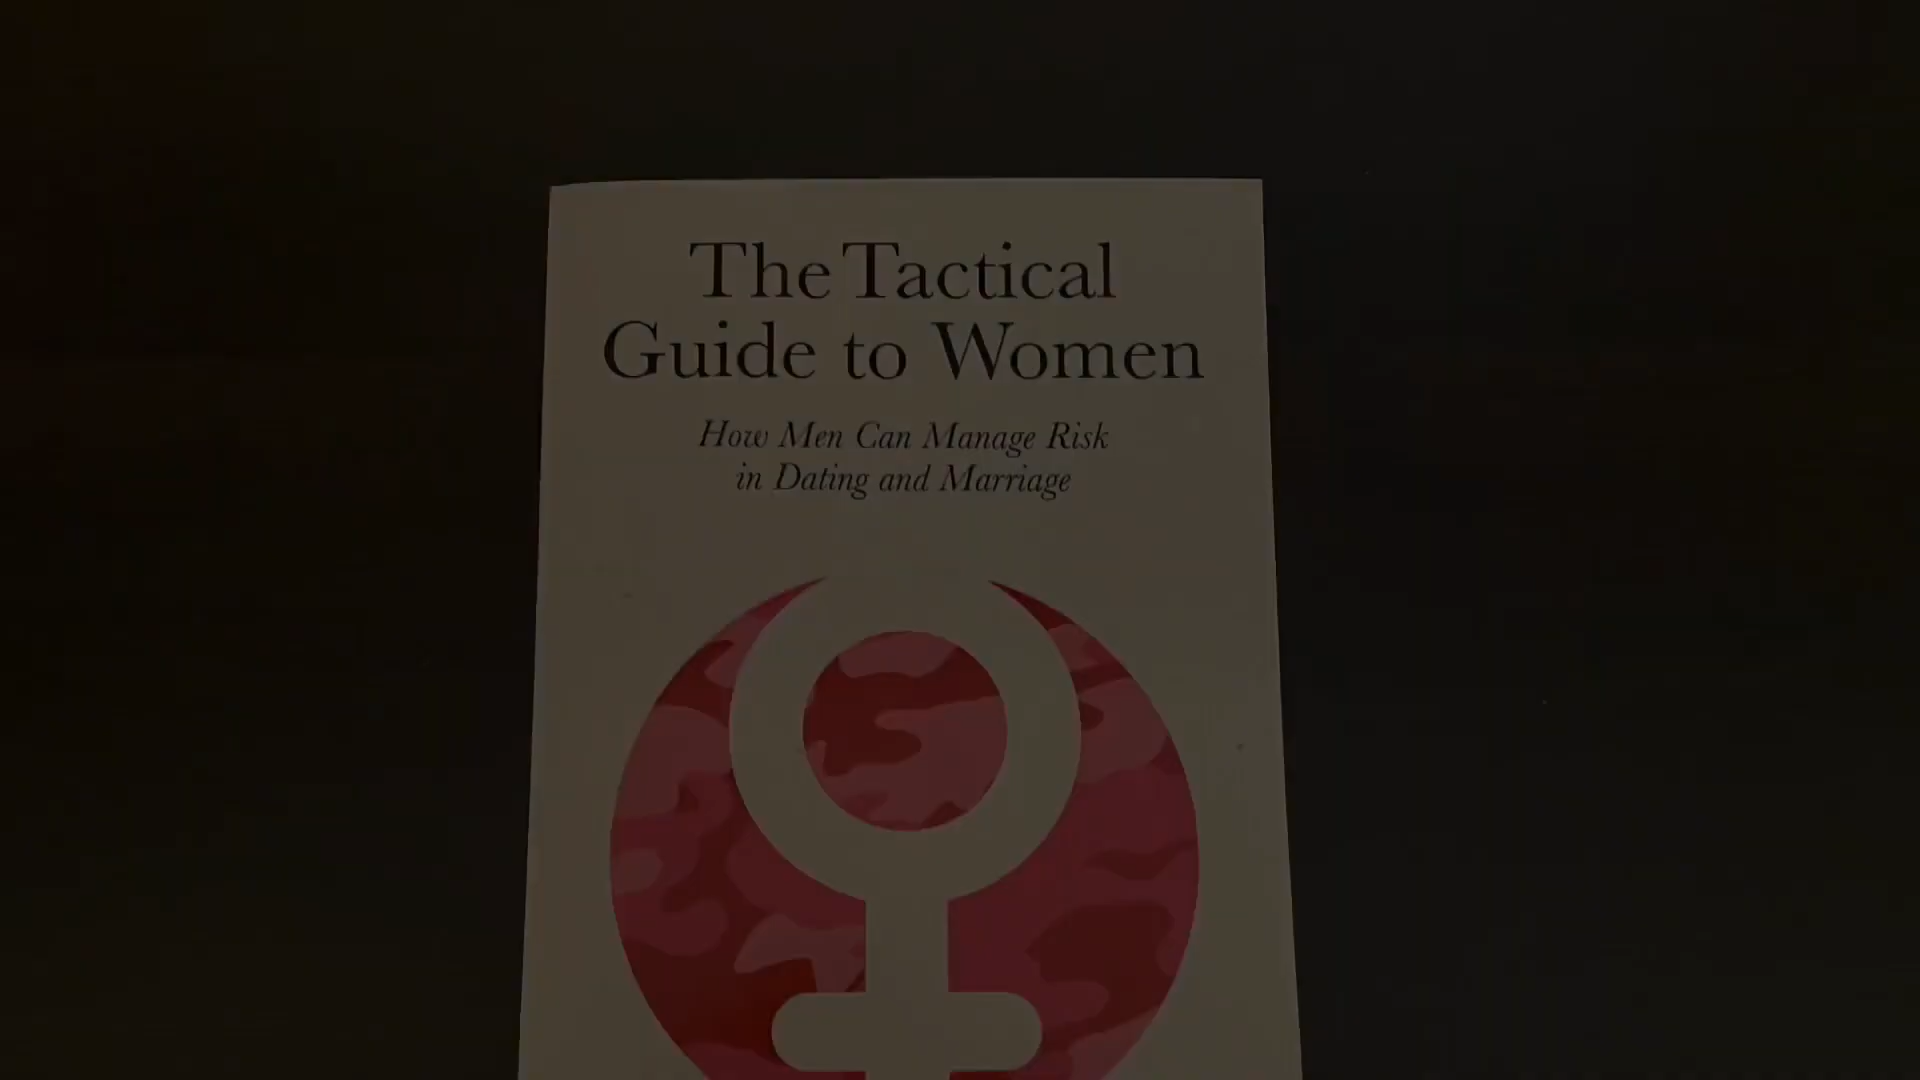 The Tactical
Guide to Women
How Men Can Manage Risk
in Dating and Marriage